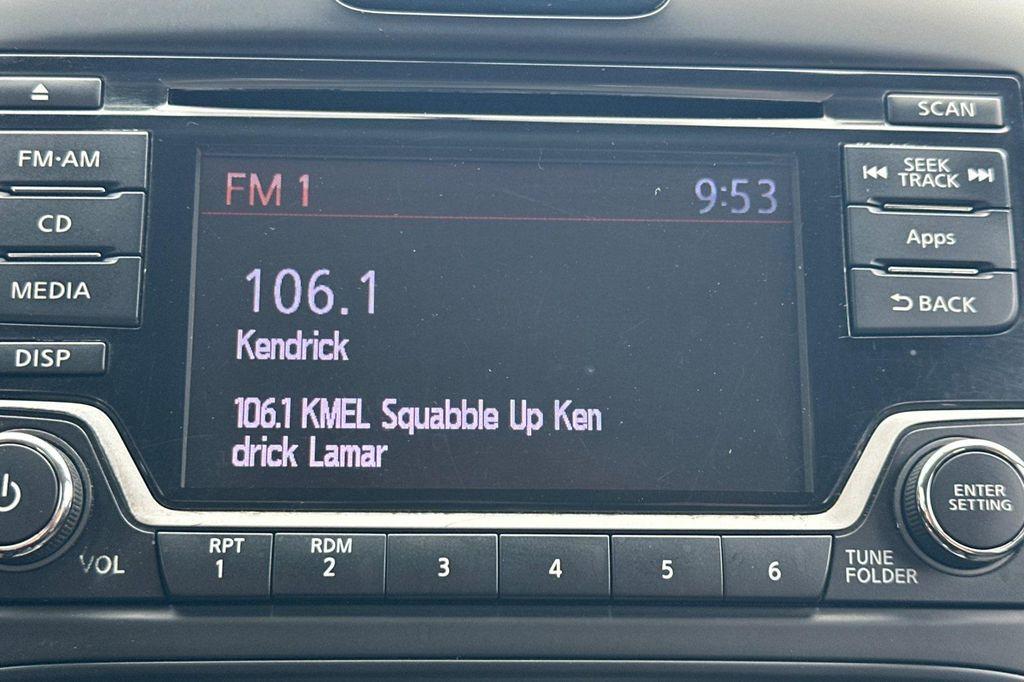 SCAN
FM·AM
CD
MEDIA
DISP
FM 1
9:53
106.1
Kendrick
106.1 KMEL Squabble Up Ken
drick Lamar
SEEK
TRACK
Apps
BACK
VOL
RPT
1
RDM
2
3
4
5
6
TUNE
FOLDER
ENTER
SETTING